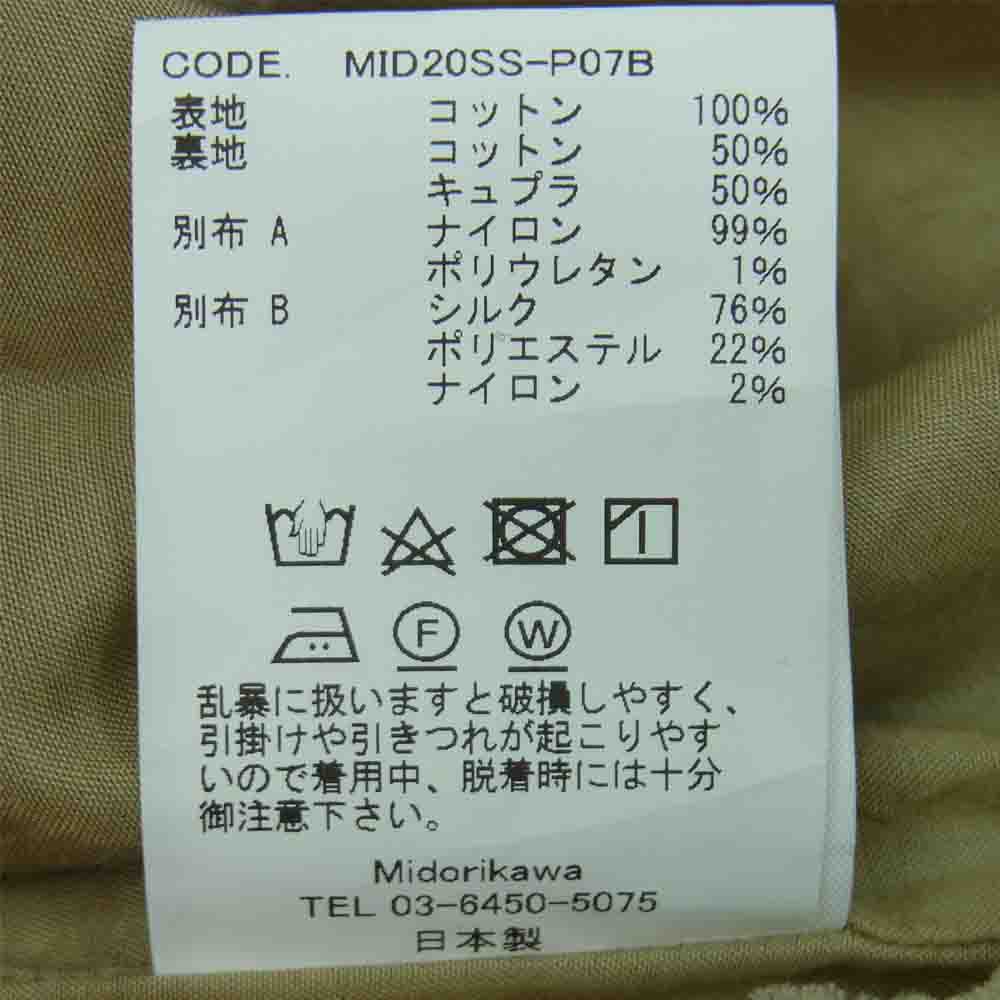 CODE. MID20SS-P07B
表地 コットン 100%
裏地 コットン 50%
キュプラ 50%
別布 A ナイロン 99%
ポリウレタン 1%
別布 B シルク 76%
ポリエステル 22%
ナイロン 2%
F W
乱暴に扱いますと破損しやすく、
引掛けや引きつれが起こりやす
いので着用中、脱着時には十分
御注意下さい。
Midorikawa
TEL 03-6450-5075
日本製